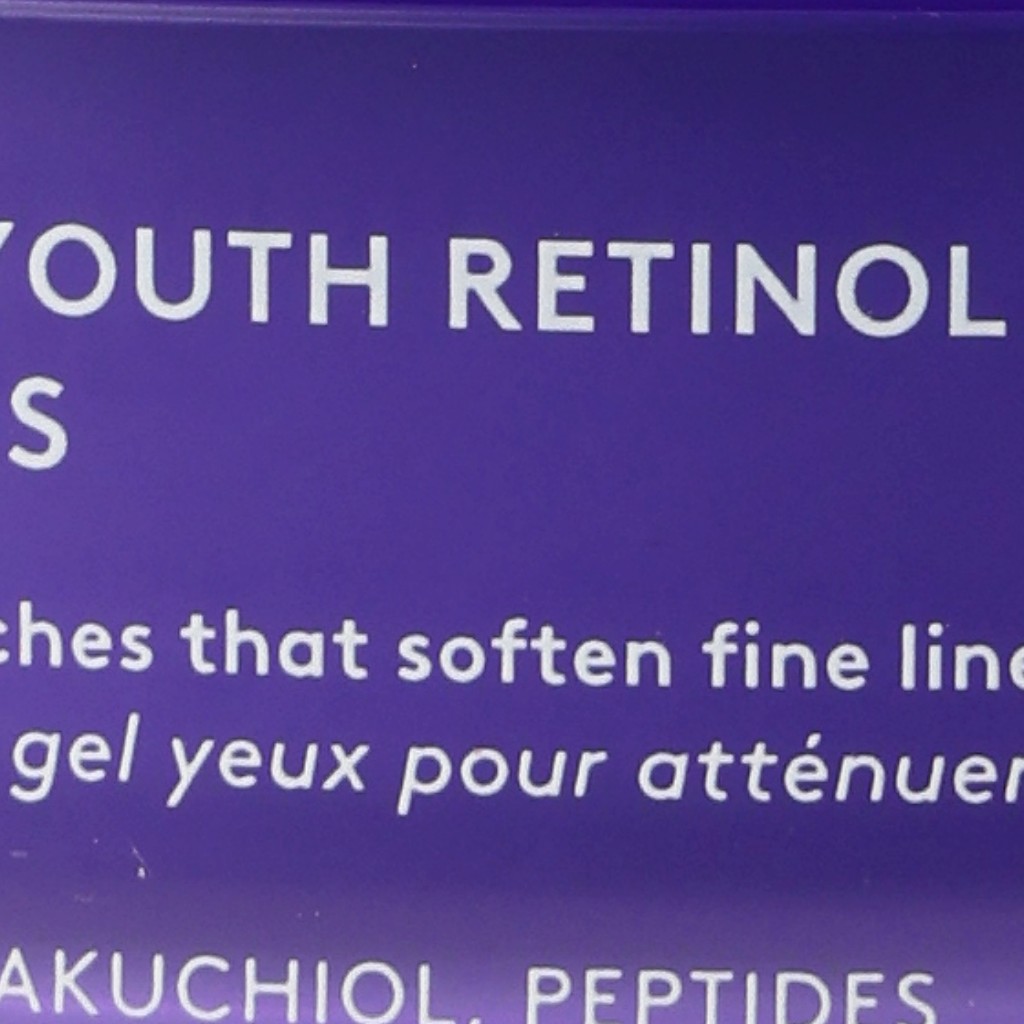 YOUTH RETINOL
S
ches that soften fine line
gel yeux pour atténuer
AKUCHIOL, PEPTIDES